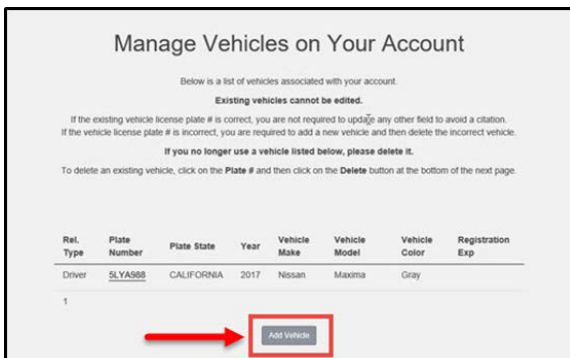 Manage Vehicles on Your Account
Below is a list of vehicles associated with your account.
Existing vehicles cannot be edited.
If the existing vehicle license plate # is correct, you are not required to update any other field to avoid a citation.
If the vehicle license plate # is incorrect, you are required to add a new vehicle and then delete the incorrect vehicle.
If you no longer use a vehicle listed below, please delete it.
To delete an existing vehicle, click on the Plate # and then click on the Delete button at the bottom of the next page.
Rel. Type Plate Number Plate State Year Vehicle Make Vehicle Model Vehicle Color Registration Exp
Driver 5LYA988 CALIFORNIA 2017 Nissan Maxima Gray
1
Add Vehicle